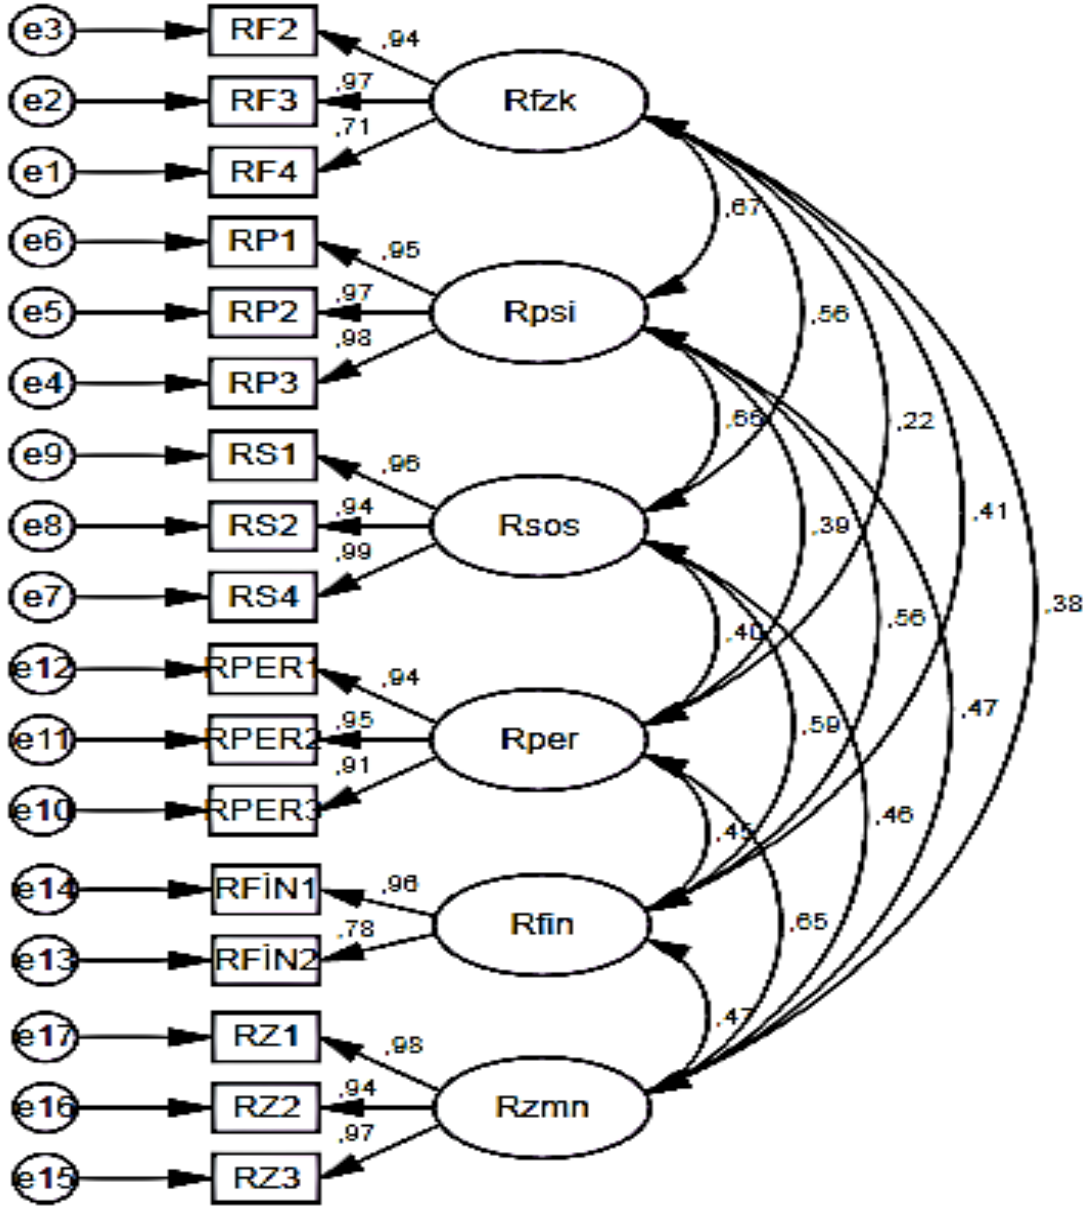 e3 RF2 ,94
e2 RF3 ,97 Rfzk
e1 RF4 ,71
,67
e6 RP1 ,95
e5 RP2 ,97 Rpsi ,56
e4 RP3 ,98
,65 ,22
e9 RS1 ,96
e8 RS2 ,94 Rsos ,39 ,41
e7 RS4 ,99
,40 ,56 ,38
e12 RPER1 ,94
e11 RPER2 ,95 Rper ,59 ,47
e10 RPER3 ,91
,45 ,46
e14 RFİN1 ,96
e13 RFİN2 ,78 Rfin ,65
,47
e17 RZ1 ,98
e16 RZ2 ,94 Rzmn
e15 RZ3 ,97